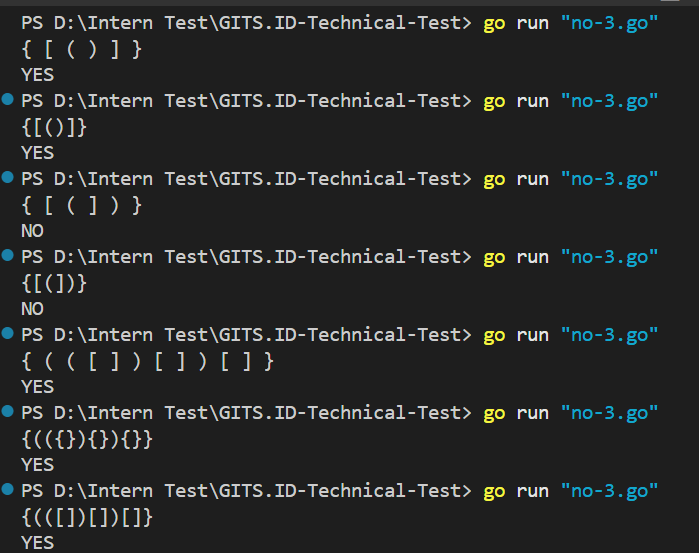 PS D:\Intern Test\GITS.ID-Technical-Test> go run "no-3.go"
{ [ ( ) ] }
YES
PS D:\Intern Test\GITS.ID-Technical-Test> go run "no-3.go"
{[()]}
YES
PS D:\Intern Test\GITS.ID-Technical-Test> go run "no-3.go"
{ [ ( ] ) }
NO
PS D:\Intern Test\GITS.ID-Technical-Test> go run "no-3.go"
{[(])}
NO
PS D:\Intern Test\GITS.ID-Technical-Test> go run "no-3.go"
{ ( ( [ ] ) [ ] ) [ ] }
YES
PS D:\Intern Test\GITS.ID-Technical-Test> go run "no-3.go"
{(({}){}){}}
YES
PS D:\Intern Test\GITS.ID-Technical-Test> go run "no-3.go"
{(([])[])[]}
YES